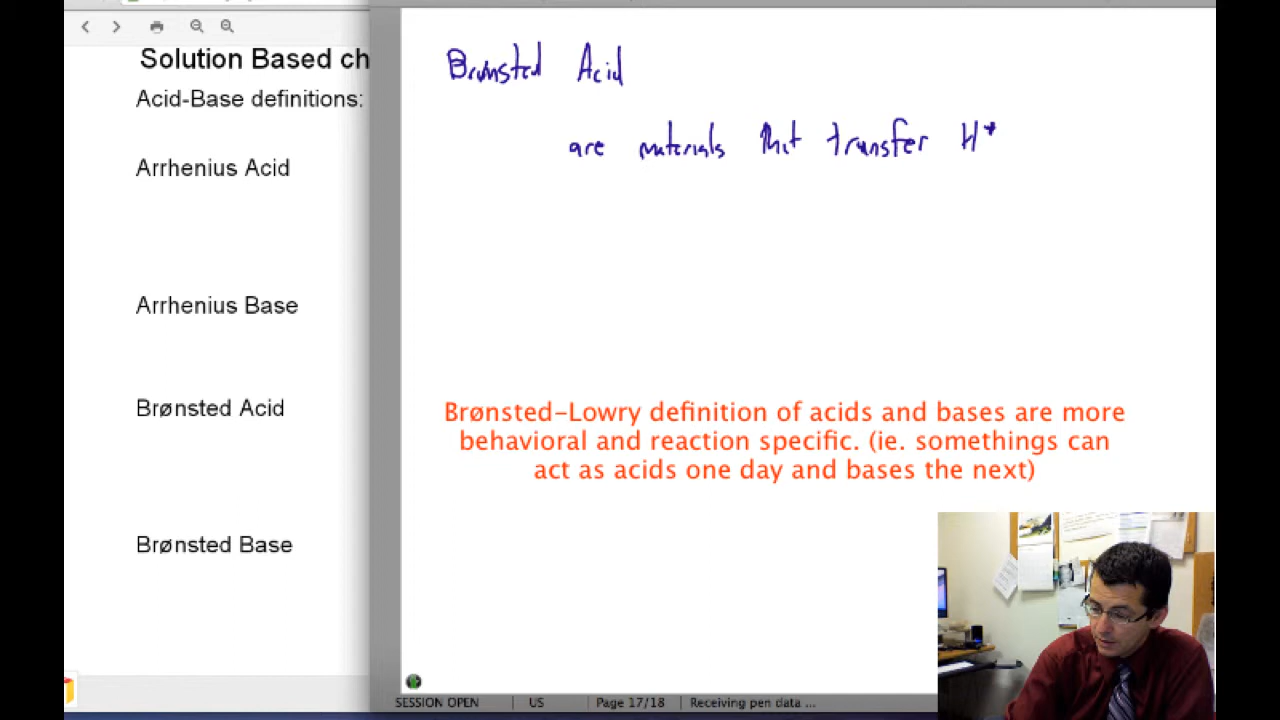 Solution Based ch
Acid-Base definitions:
Arrhenius Acid
Arrhenius Base
Brønsted Acid
Brønsted Base
Brønsted Acid
are materials that transfer H⁺
Brønsted-Lowry definition of acids and bases are more
behavioral and reaction specific. (ie. somethings can
act as acids one day and bases the next)
SESSION OPEN
US
Page 17/18
Receiving pen data ...